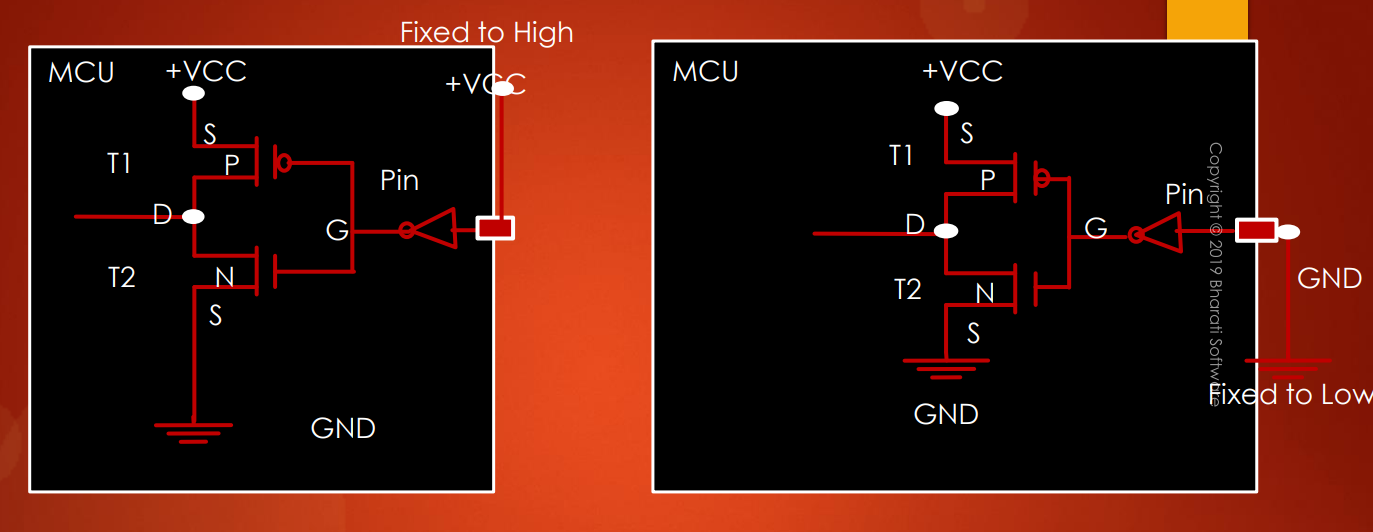 Fixed to High
MCU
+VCC
+VCC
S
T1
P
Pin
D
G
T2
N
S
GND
MCU
+VCC
S
T1
P
Pin
D
G
T2
N
S
GND
GND
Fixed to Low
Copyright © 2019 Bharati Software